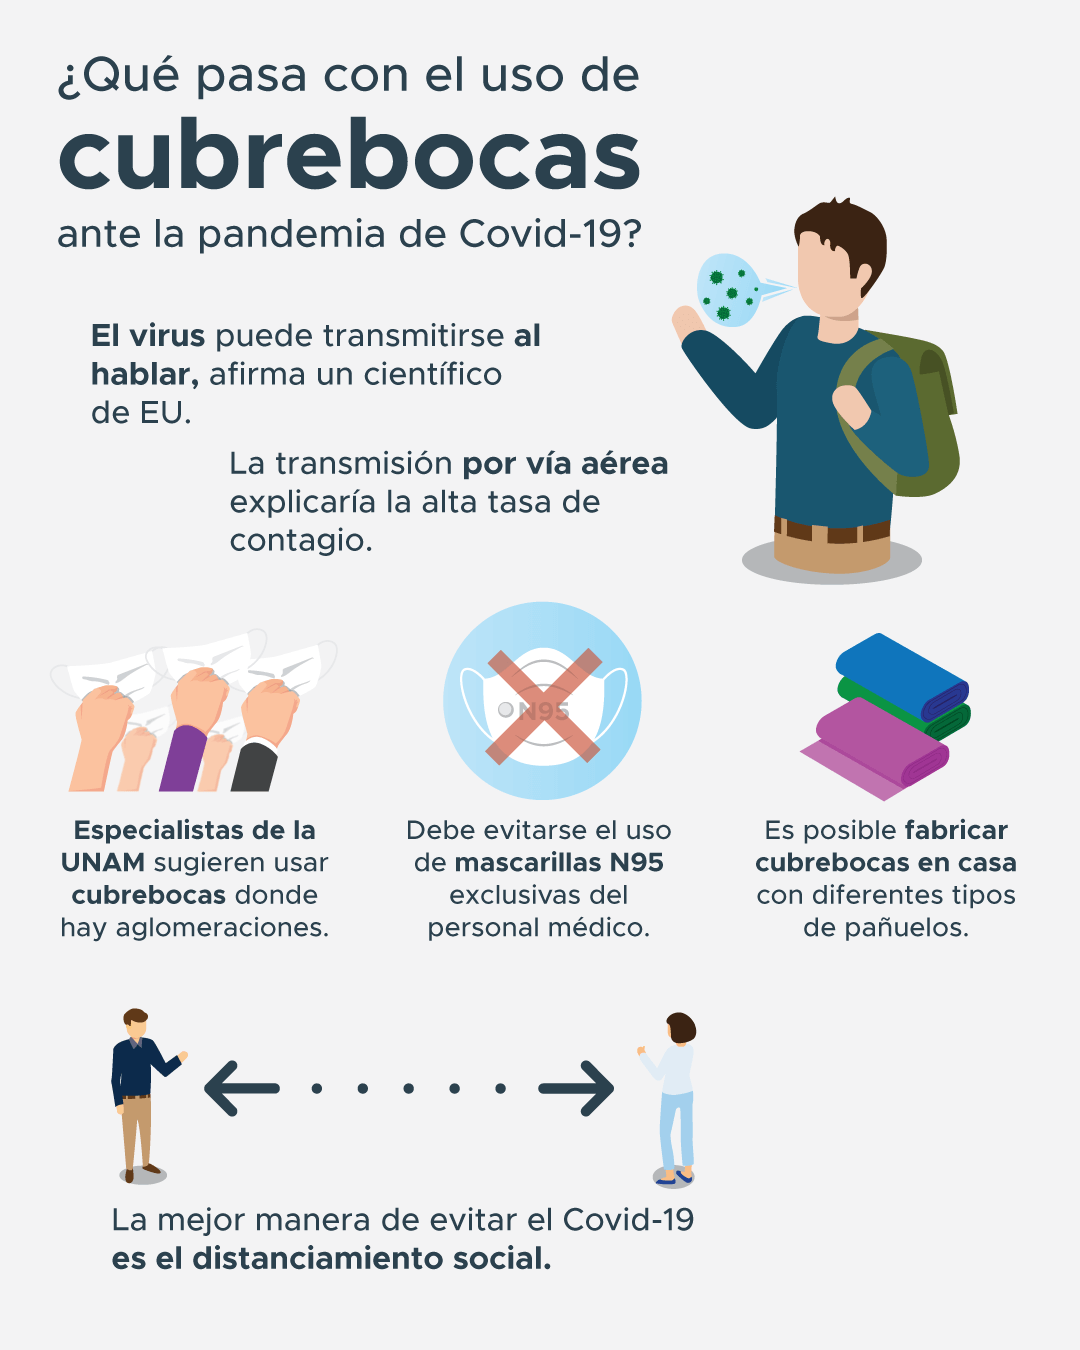 ¿Qué pasa con el uso de
cubrebocas
ante la pandemia de Covid-19?
El virus puede transmitirse al
hablar, afirma un científico
de EU.
La transmisión por vía aérea
explicaría la alta tasa de
contagio.
N95
Especialistas de la
UNAM sugieren usar
cubrebocas donde
hay aglomeraciones.
Debe evitarse el uso
de mascarillas N95
exclusivas del
personal médico.
Es posible fabricar
cubrebocas en casa
con diferentes tipos
de pañuelos.
La mejor manera de evitar el Covid-19
es el distanciamiento social.